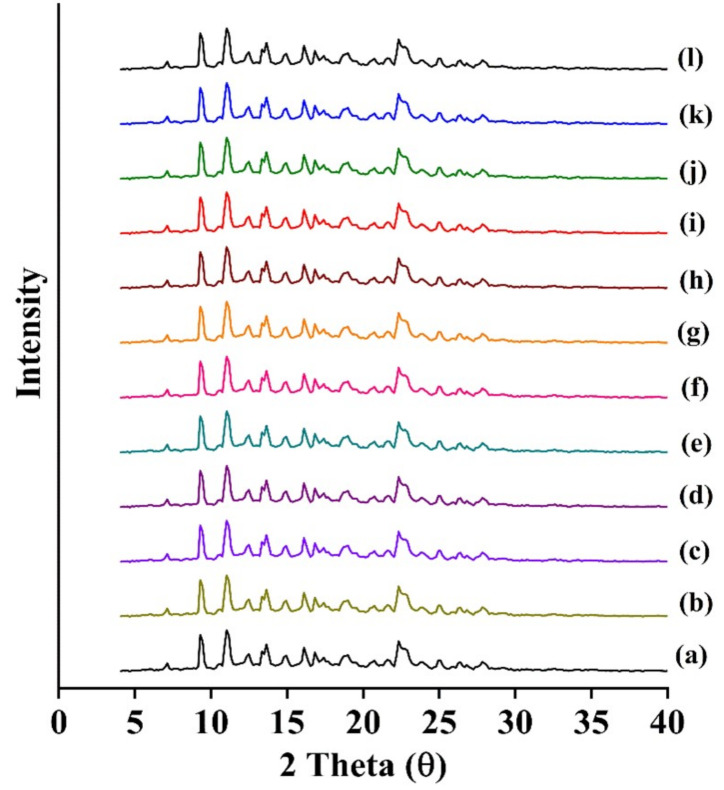 (l)
(k)
(j)
(i)
(h)
(g)
(f)
(e)
(d)
(c)
(b)
(a)
Intensity
0 5 10 15 20 25 30 35 40
2 Theta (θ)